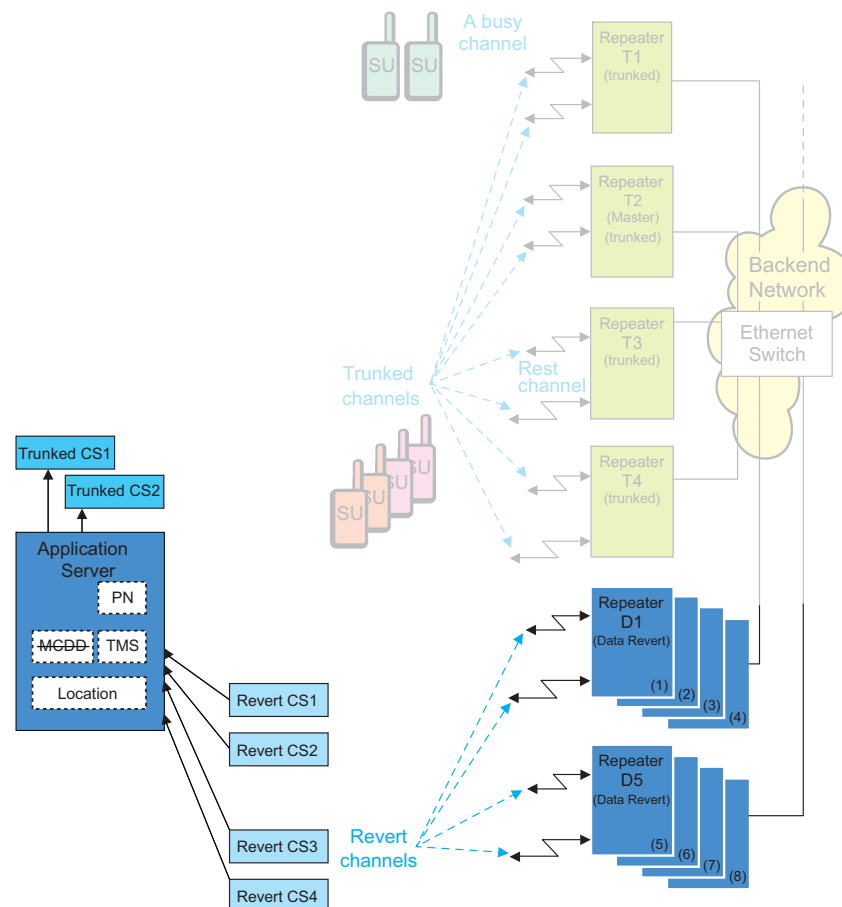 A busy
channel
SU
SU
Repeater
T1
(trunked)
Repeater
T2
(Master)
(trunked)
Backend
Network
Ethernet
Switch
Repeater
T3
(trunked)
Trunked
channels
Rest
channel
SU
SU
SU
SU
Repeater
T4
(trunked)
Trunked CS1
Trunked CS2
Application
Server
PN
MCDD
TMS
Location
Repeater
D1
(Data Revert)
(1)
(2)
(3)
(4)
Revert CS1
Revert CS2
Repeater
D5
(Data Revert)
(5)
(6)
(7)
(8)
Revert CS3
Revert CS4
Revert
channels